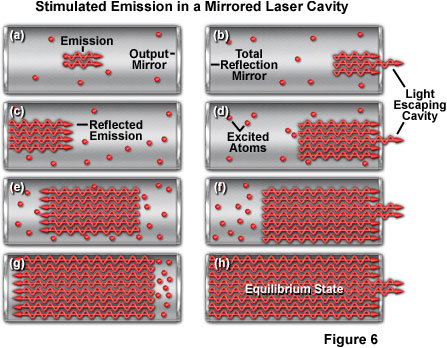 Stimulated Emission in a Mirrored Laser Cavity
(a)
Emission
Output
Mirror
(b)
Total
Reflection
Mirror
Light
Escaping
Cavity
(c)
Reflected
Emission
(d)
Excited
Atoms
(e)
(f)
(g)
(h)
Equilibrium State
Figure 6